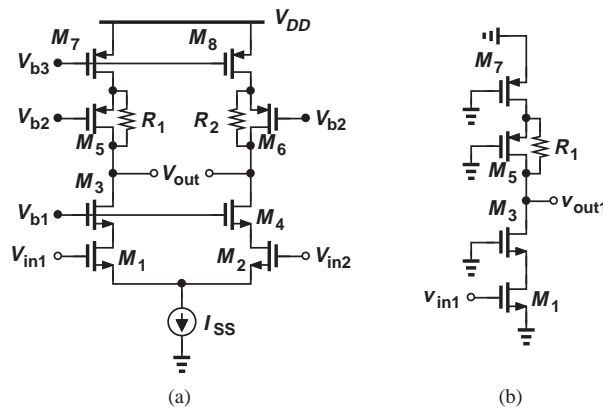 V_DD
M_7 M_8
V_b3
V_b2 R_1 R_2 V_b2
M_5 M_6
M_3 V_out
V_b1 M_4
V_in1 M_1 M_2 V_in2
I_SS
(a)
M_7
R_1
M_5
v_out1
M_3
v_in1 M_1
(b)